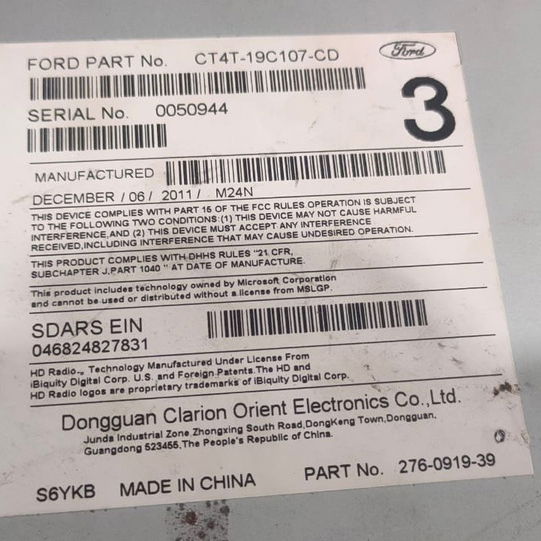 FORD PART No. CT4T-19C107-CD Ford
SERIAL No. 0050944 3
MANUFACTURED
DECEMBER /06/ 2011/ M24N
THIS DEVICE COMPLIES WITH PART 15 OF THE FCC RULES OPERATION IS SUBJECT
TO THE FOLLOWING TWO CONDITIONS:(1) THIS DEVICE MAY NOT CAUSE HARMFUL
INTERFERENCE,AND (2) THIS DEVICE MUST ACCEPT ANY INTERFERENCE
RECEIVED,INCLUDING INTERFERENCE THAT MAY CAUSE UNDESIRED OPERATION.
THIS PRODUCT COMPLIES WITH DHHS RULES "21 CFR,
SUBCHAPTER J.PART 1040" AT DATE OF MANUFACTURE.
This product includes technology owned by Microsoft Corporation
and cannot be used or distributed without a license from MSLGP.
SDARS EIN
046824827831
HD Radio™ Technology Manufactured Under License From
iBiquity Digital Corp. U.S. and Foreign.Patents.The HD and
HD Radio logos are proprietary trademarks of iBiquity Digital Corp.
Dongguan Clarion Orient Electronics Co.,Ltd.
Junda Industrial Zone,Zhongxing South Road,DongKeng Town,Dongguan,
Guangdong 523455,The People's Republic of China.
S6YKB MADE IN CHINA PART No. 276-0919-39